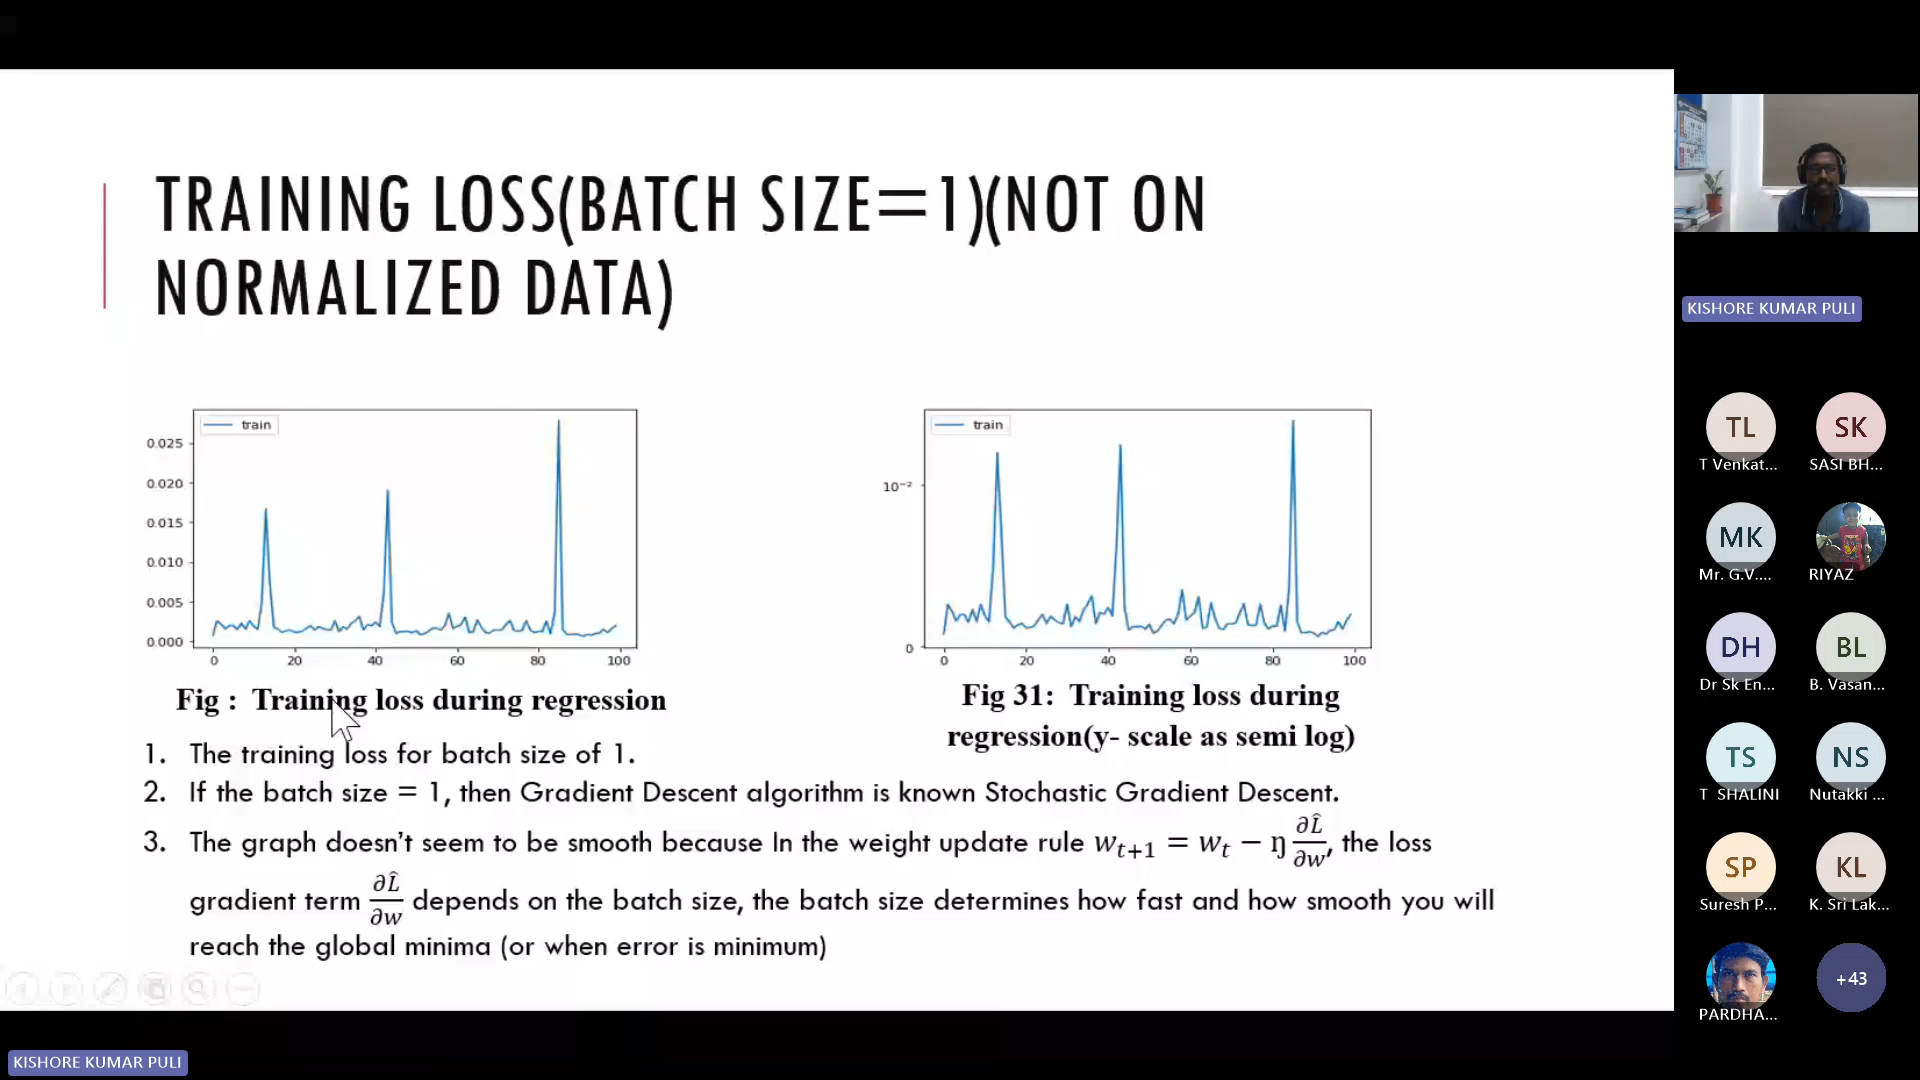 TRAINING LOSS(BATCH SIZE=1)(NOT ON
NORMALIZED DATA)
train
0.025
0.020
0.015
0.010
0.005
0.000
0 20 40 60 80 100
Fig : Training loss during regression
train
10⁻²
0
0 20 40 60 80 100
Fig 31: Training loss during
regression(y- scale as semi log)
1. The training loss for batch size of 1.
2. If the batch size = 1, then Gradient Descent algorithm is known Stochastic Gradient Descent.
3. The graph doesn't seem to be smooth because In the weight update rule wₜ₊₁ = wₜ − ŋ ∂L̂/∂w, the loss
gradient term ∂L̂/∂w depends on the batch size, the batch size determines how fast and how smooth you will
reach the global minima (or when error is minimum)
KISHORE KUMAR PULI
TL
T Venkat...
SK
SASI BH...
MK
Mr. G.V....
RIYAZ
DH
Dr Sk En...
BL
B. Vasan...
TS
T SHALINI
NS
Nutakki ...
SP
Suresh P...
KL
K. Sri Lak...
PARDHA...
+43
KISHORE KUMAR PULI